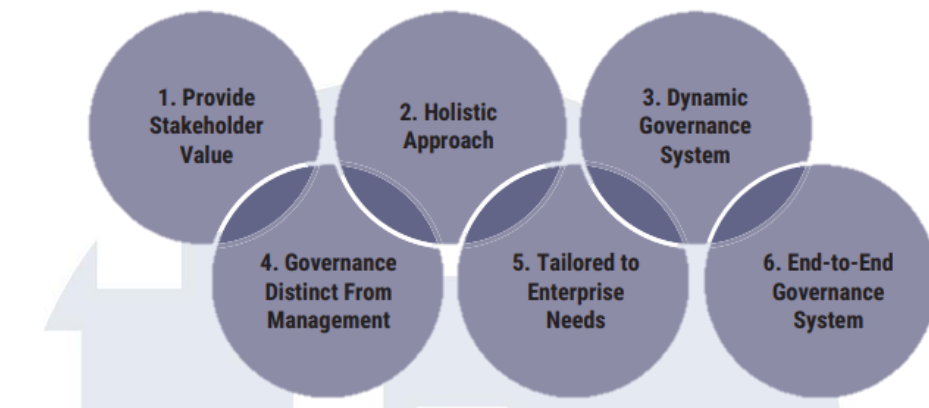 1. Provide
Stakeholder
Value
2. Holistic
Approach
3. Dynamic
Governance
System
4. Governance
Distinct From
Management
5. Tailored to
Enterprise
Needs
6. End-to-End
Governance
System